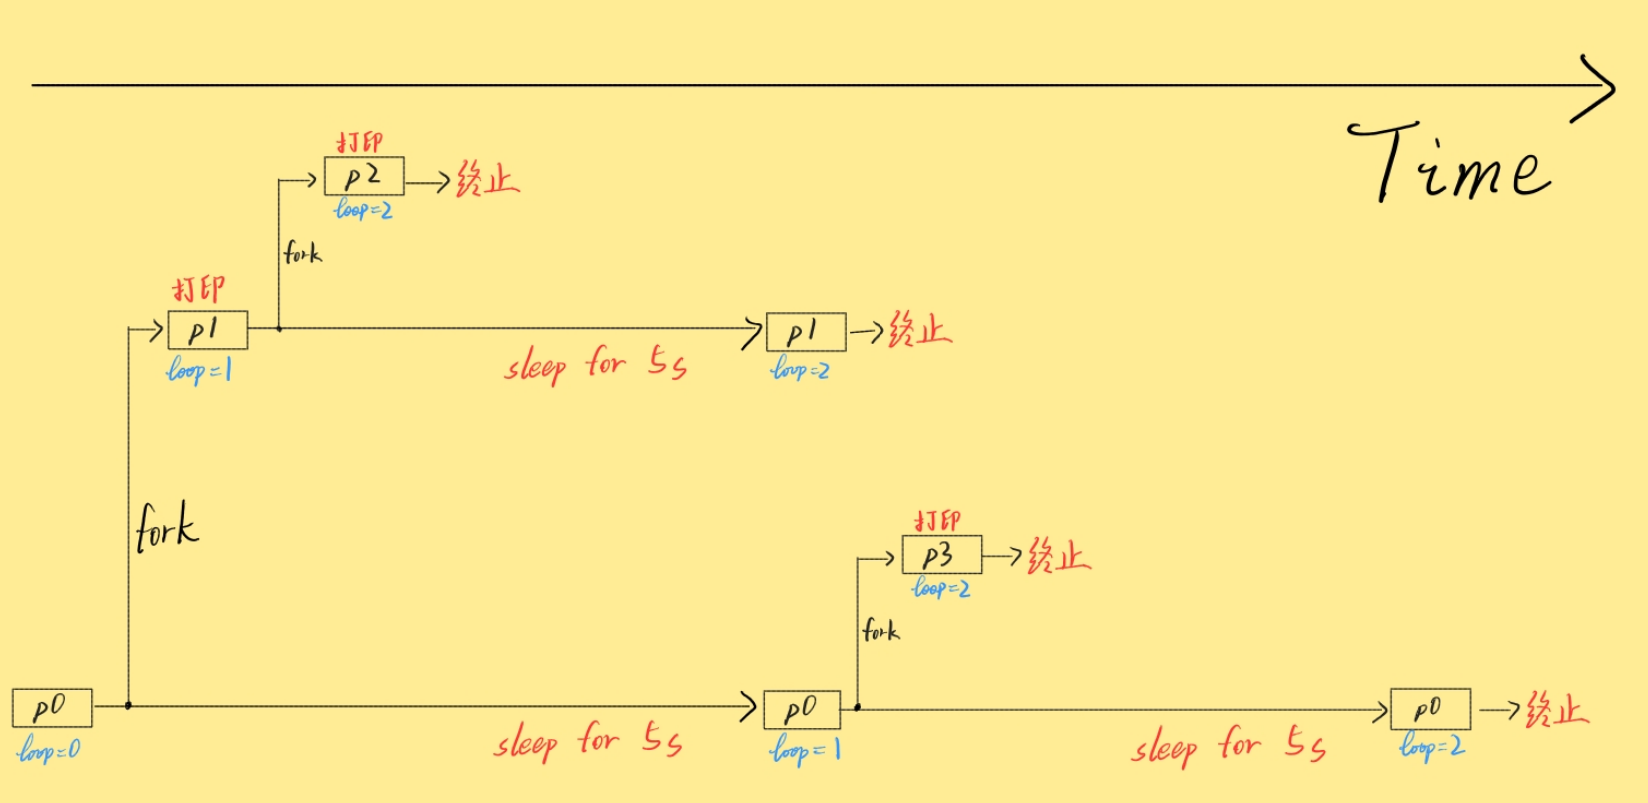 Time
打印
p2
终止
loop=2
fork
打印
p1
loop=1
sleep for 5s
p1
终止
loop=2
fork
打印
p3
终止
loop=2
fork
p0
loop=0
sleep for 5s
p0
loop=1
sleep for 5s
p0
终止
loop=2